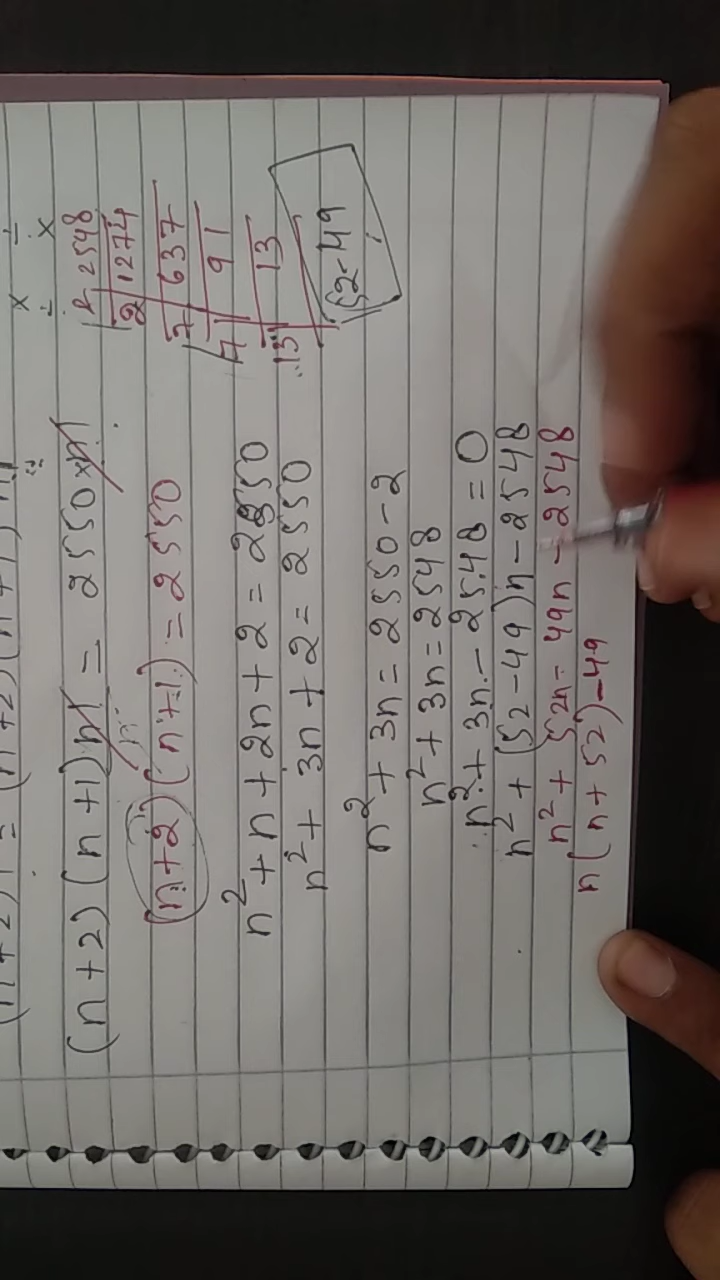 (n+2)(n+1)n! = 2550 × n!
(n+2)(n+1) = 2550
n² + n + 2n + 2 = 2550
n² + 3n + 2 = 2550
n² + 3n = 2550 - 2
n² + 3n = 2548
n² + 3n - 2548 = 0
n² + (52-49)n - 2548
n² + 52n - 49n - 2548
n(n + 52) - 49
2 2548
2 1274
7 637
7 91
13 13
52-49